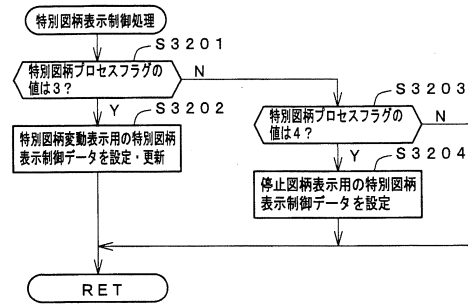 特別図柄表示制御処理
S3201
特別図柄プロセスフラグの
値は3?
N
Y
S3202
特別図柄変動表示用の特別図柄
表示制御データを設定・更新
S3203
特別図柄プロセスフラグの
値は4?
N
Y
S3204
停止図柄表示用の特別図柄
表示制御データを設定
RET